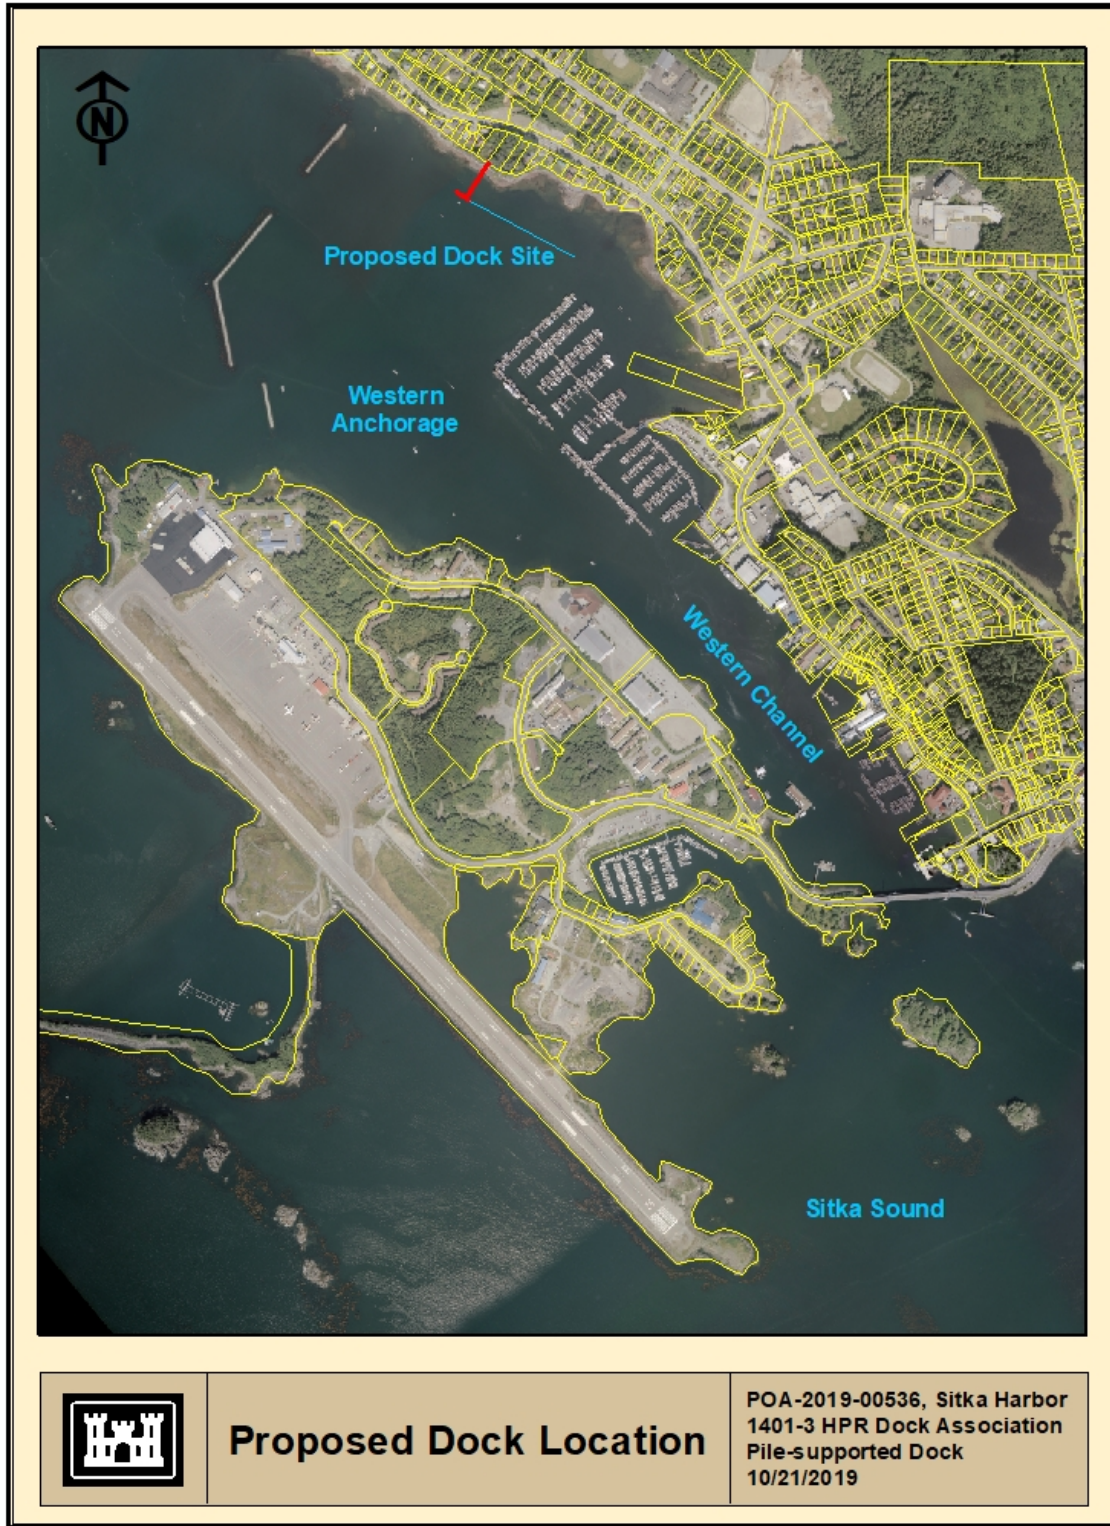 N
Proposed Dock Site
Western
Anchorage
Western Channel
Sitka Sound
Proposed Dock Location
POA-2019-00536, Sitka Harbor
1401-3 HPR Dock Association
Pile-supported Dock
10/21/2019